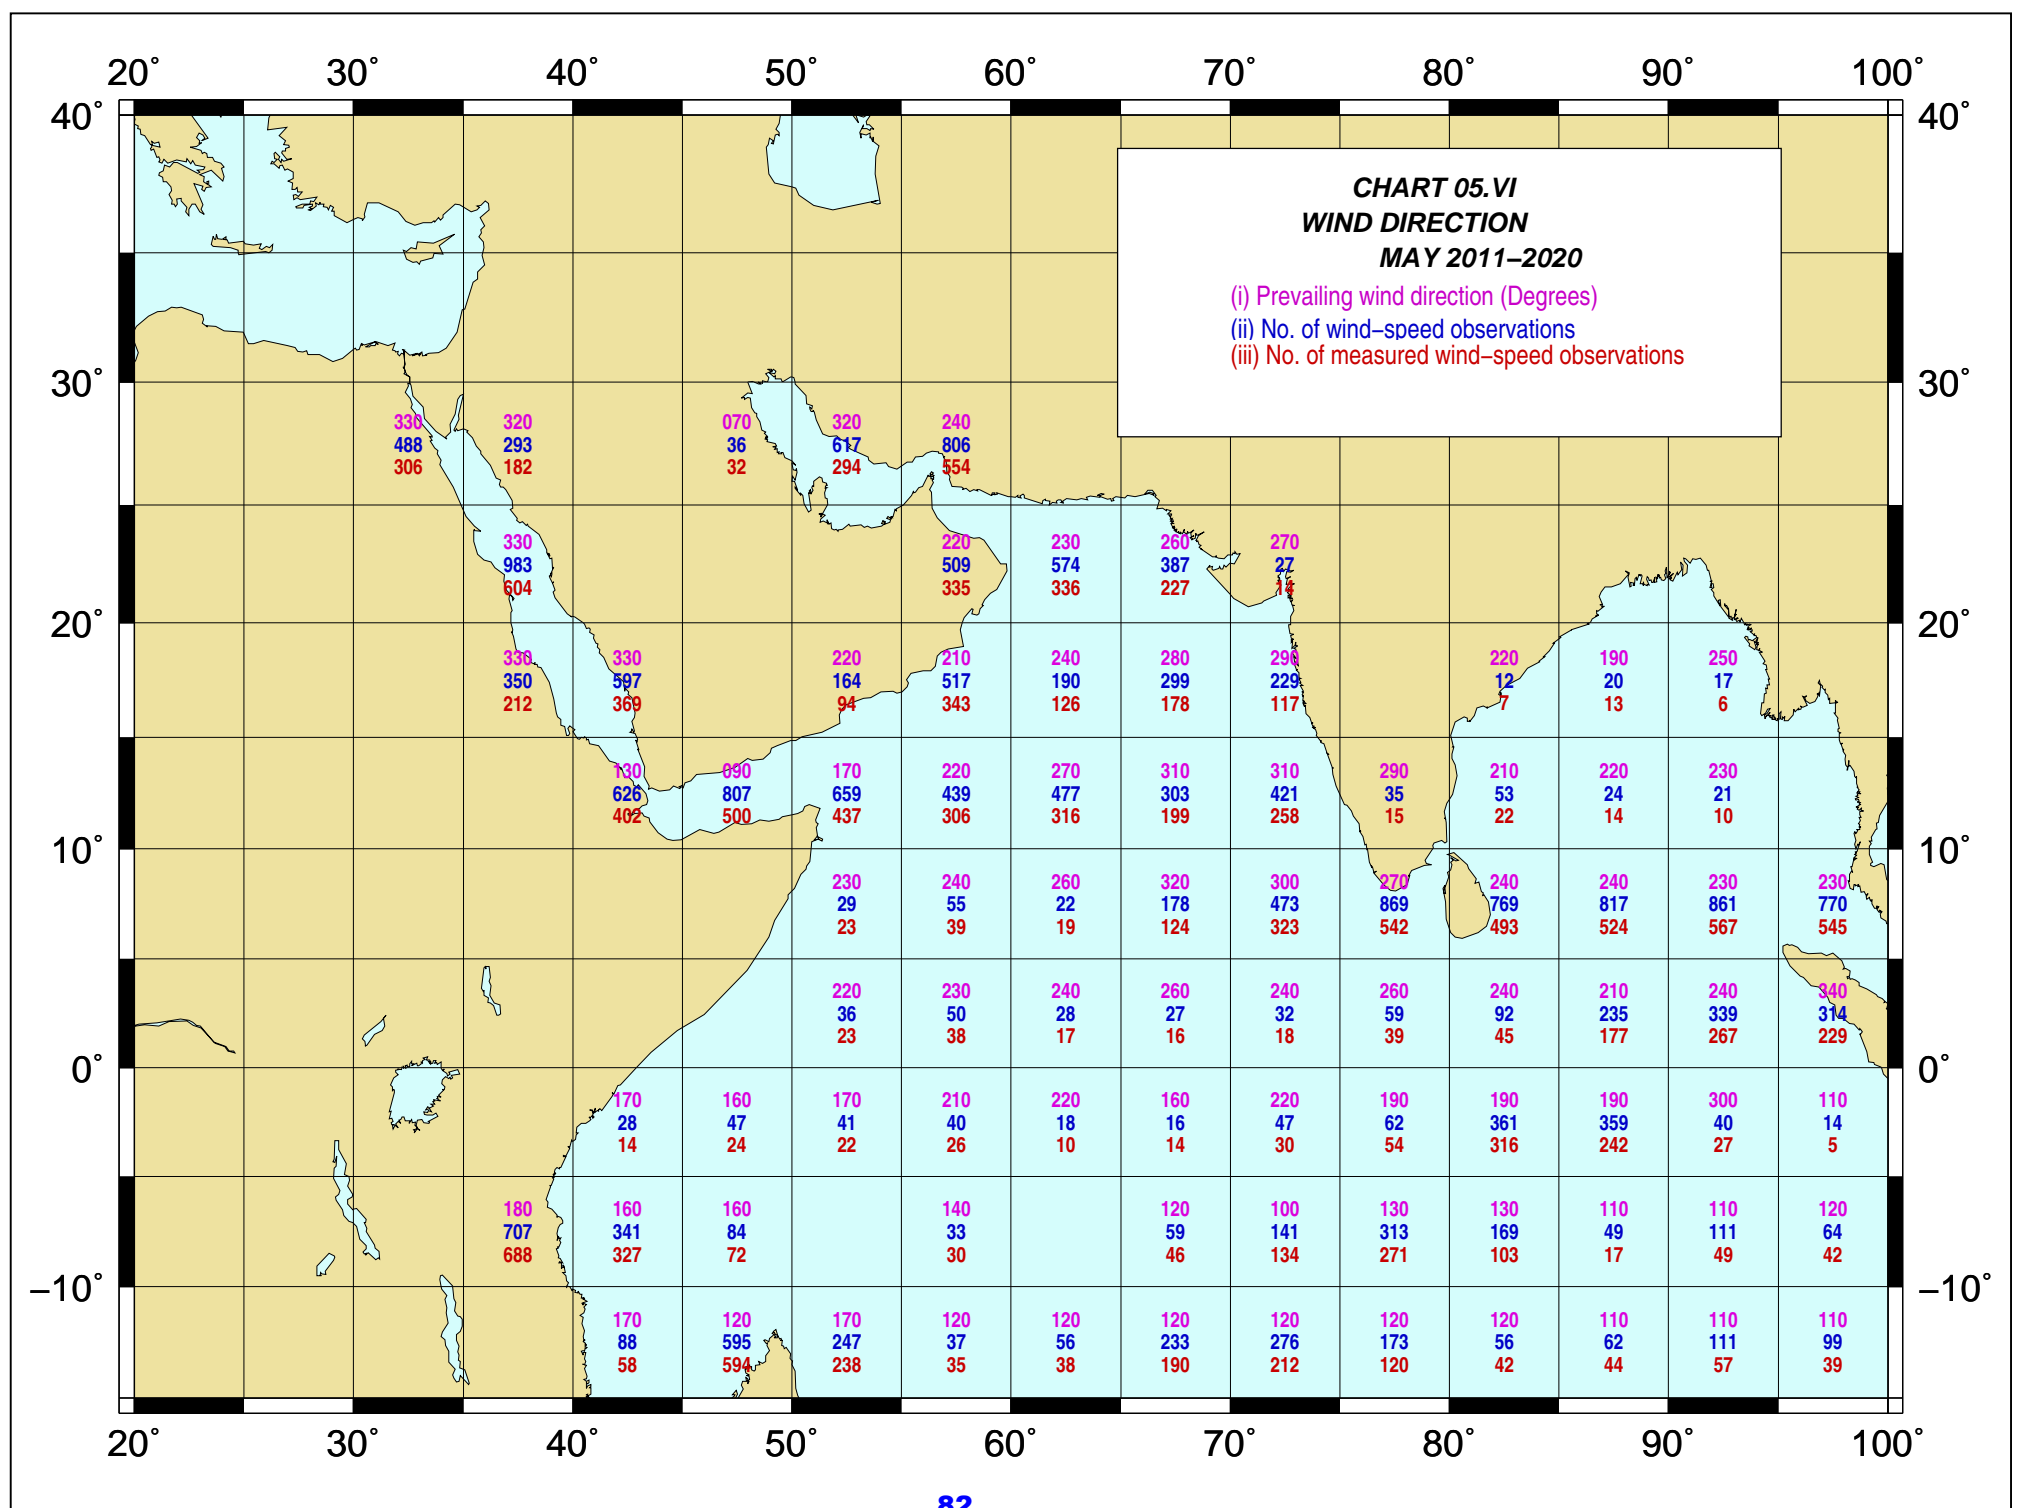 20° 30° 40° 50° 60° 70° 80° 90° 100°
40° 40°
CHART 05.VI
WIND DIRECTION
MAY 2011–2020
(i) Prevailing wind direction (Degrees)
(ii) No. of wind–speed observations
(iii) No. of measured wind–speed observations
30° 30°
330 320 070 320 240
488 293 36 617 806
306 182 32 294 554
330 220 230 260 270
983 509 574 387 27
604 335 336 227 14
20° 20°
330 330 220 210 240 280 290 220 190 250
350 597 164 517 190 299 229 12 20 17
212 369 94 343 126 178 117 7 13 6
130 090 170 220 270 310 310 290 210 220 230
626 807 659 439 477 303 421 35 53 24 21
402 500 437 306 316 199 258 15 22 14 10
10° 10°
230 240 260 320 300 270 240 240 230 230
29 55 22 178 473 869 769 817 861 770
23 39 19 124 323 542 493 524 567 545
220 230 240 260 240 260 240 210 240 340
36 50 28 27 32 59 92 235 339 314
23 38 17 16 18 39 45 177 267 229
0° 0°
170 160 170 210 220 160 220 190 190 190 300 110
28 47 41 40 18 16 47 62 361 359 40 14
14 24 22 26 10 14 30 54 316 242 27 5
180 160 160 140 120 100 130 130 110 110 120
707 341 84 33 59 141 313 169 49 111 64
688 327 72 30 46 134 271 103 17 49 42
–10° –10°
170 120 170 120 120 120 120 120 120 110 110 110
88 595 247 37 56 233 276 173 56 62 111 99
58 594 238 35 38 190 212 120 42 44 57 39
20° 30° 40° 50° 60° 70° 80° 90° 100°
82